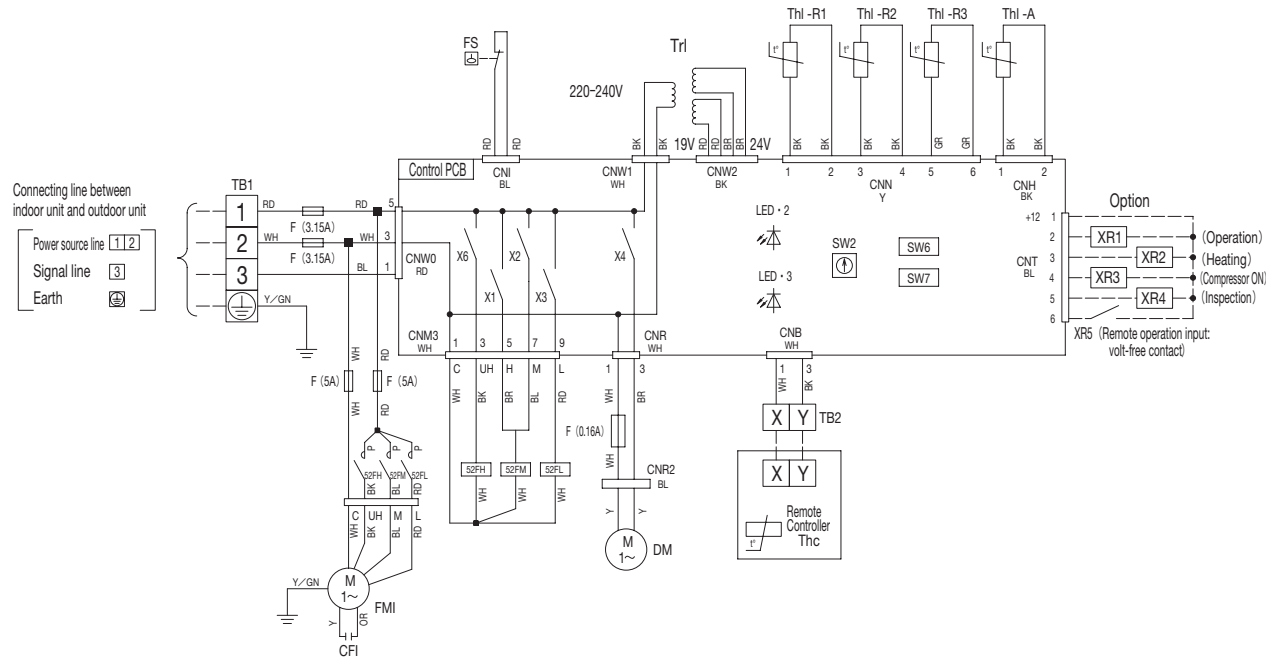 ThI -R1
ThI -R2
ThI -R3
ThI -A
FS
TrI
t°
t°
t°
t°
220-240V
RD
RD
BK
BK
19V
RD
RD
BR
BR
24V
BK
BK
BK
BK
GR
GR
BK
BK
Control PCB
CNI
BL
CNW1
WH
CNW2
BK
1
2
3
4
5
6
CNN
Y
1
2
CNH
BK
Option
Connecting line between
indoor unit and outdoor unit
Power source line 1 2
Signal line 3
Earth
TB1
1
RD
F (3.15A)
RD
5
2
WH
F (3.15A)
WH
3
3
BL
1
CNW0
RD
Y/GN
X6
X2
X4
X1
X3
LED・2
LED・3
SW2
SW6
SW7
+12 1
2
3
4
5
6
CNT
BL
XR1
(Operation)
XR2
(Heating)
XR3
(Compressor ON)
XR4
(Inspection)
XR5 (Remote operation input:
volt-free contact)
CNM3
WH
1
3
5
7
9
CNR
WH
1
3
CNB
WH
1
3
C
UH
H
M
L
WH
RD
F (5A)
F (5A)
WH
RD
WH
BK
BR
BL
RD
WH
BR
F (0.16A)
WH
BK
X
Y
TB2
X
Y
Remote
Controller
Thc
t°
P
P
P
52FH
52FM
52FL
BK
BL
RD
52FH
52FM
52FL
WH
WH
WH
WH
BR
CNR2
BL
Y
Y
M
1~
DM
C
UH
M
L
WH
BK
BL
RD
Y/GN
M
1~
FMI
Y
OR
CFI